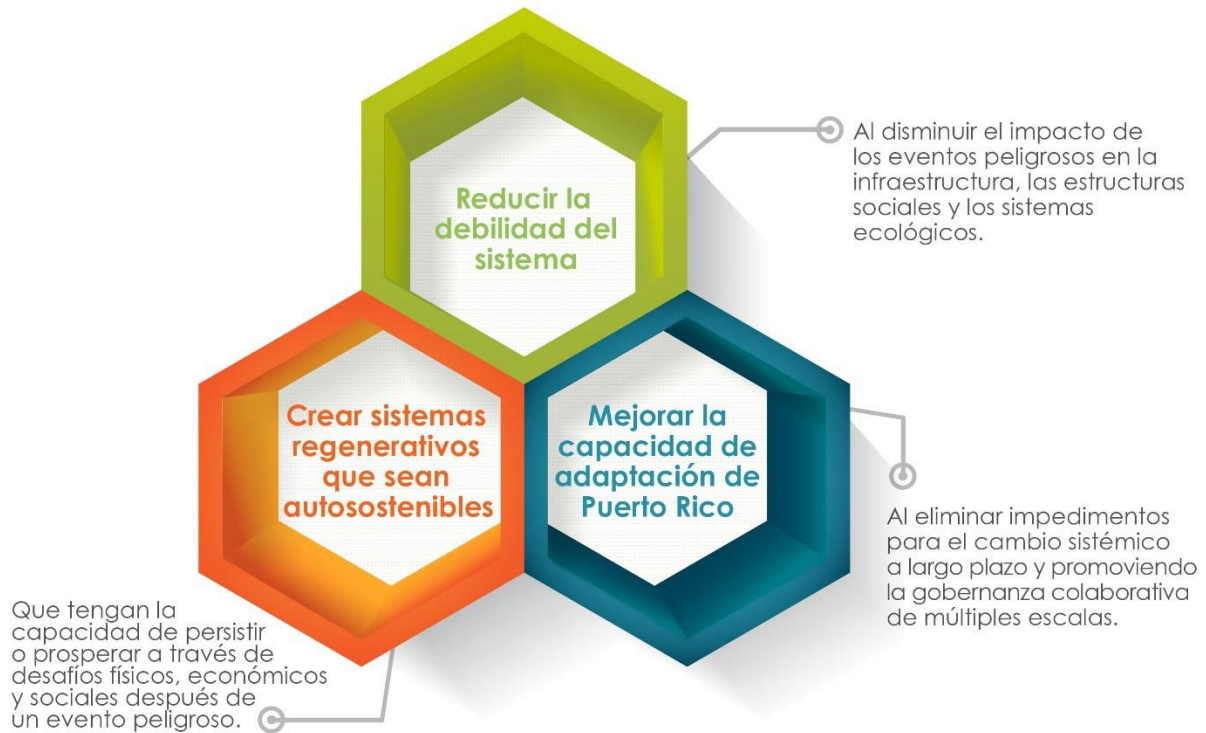 Reducir la
debilidad del
sistema
Al disminuir el impacto de
los eventos peligrosos en la
infraestructura, las estructuras
sociales y los sistemas
ecológicos.
Crear sistemas
regenerativos
que sean
autosostenibles
Mejorar la
capacidad de
adaptación de
Puerto Rico
Al eliminar impedimentos
para el cambio sistémico
a largo plazo y promoviendo
la gobernanza colaborativa
de múltiples escalas.
Que tengan la
capacidad de persistir
o prosperar a través de
desafíos físicos, económicos
y sociales después de
un evento peligroso.